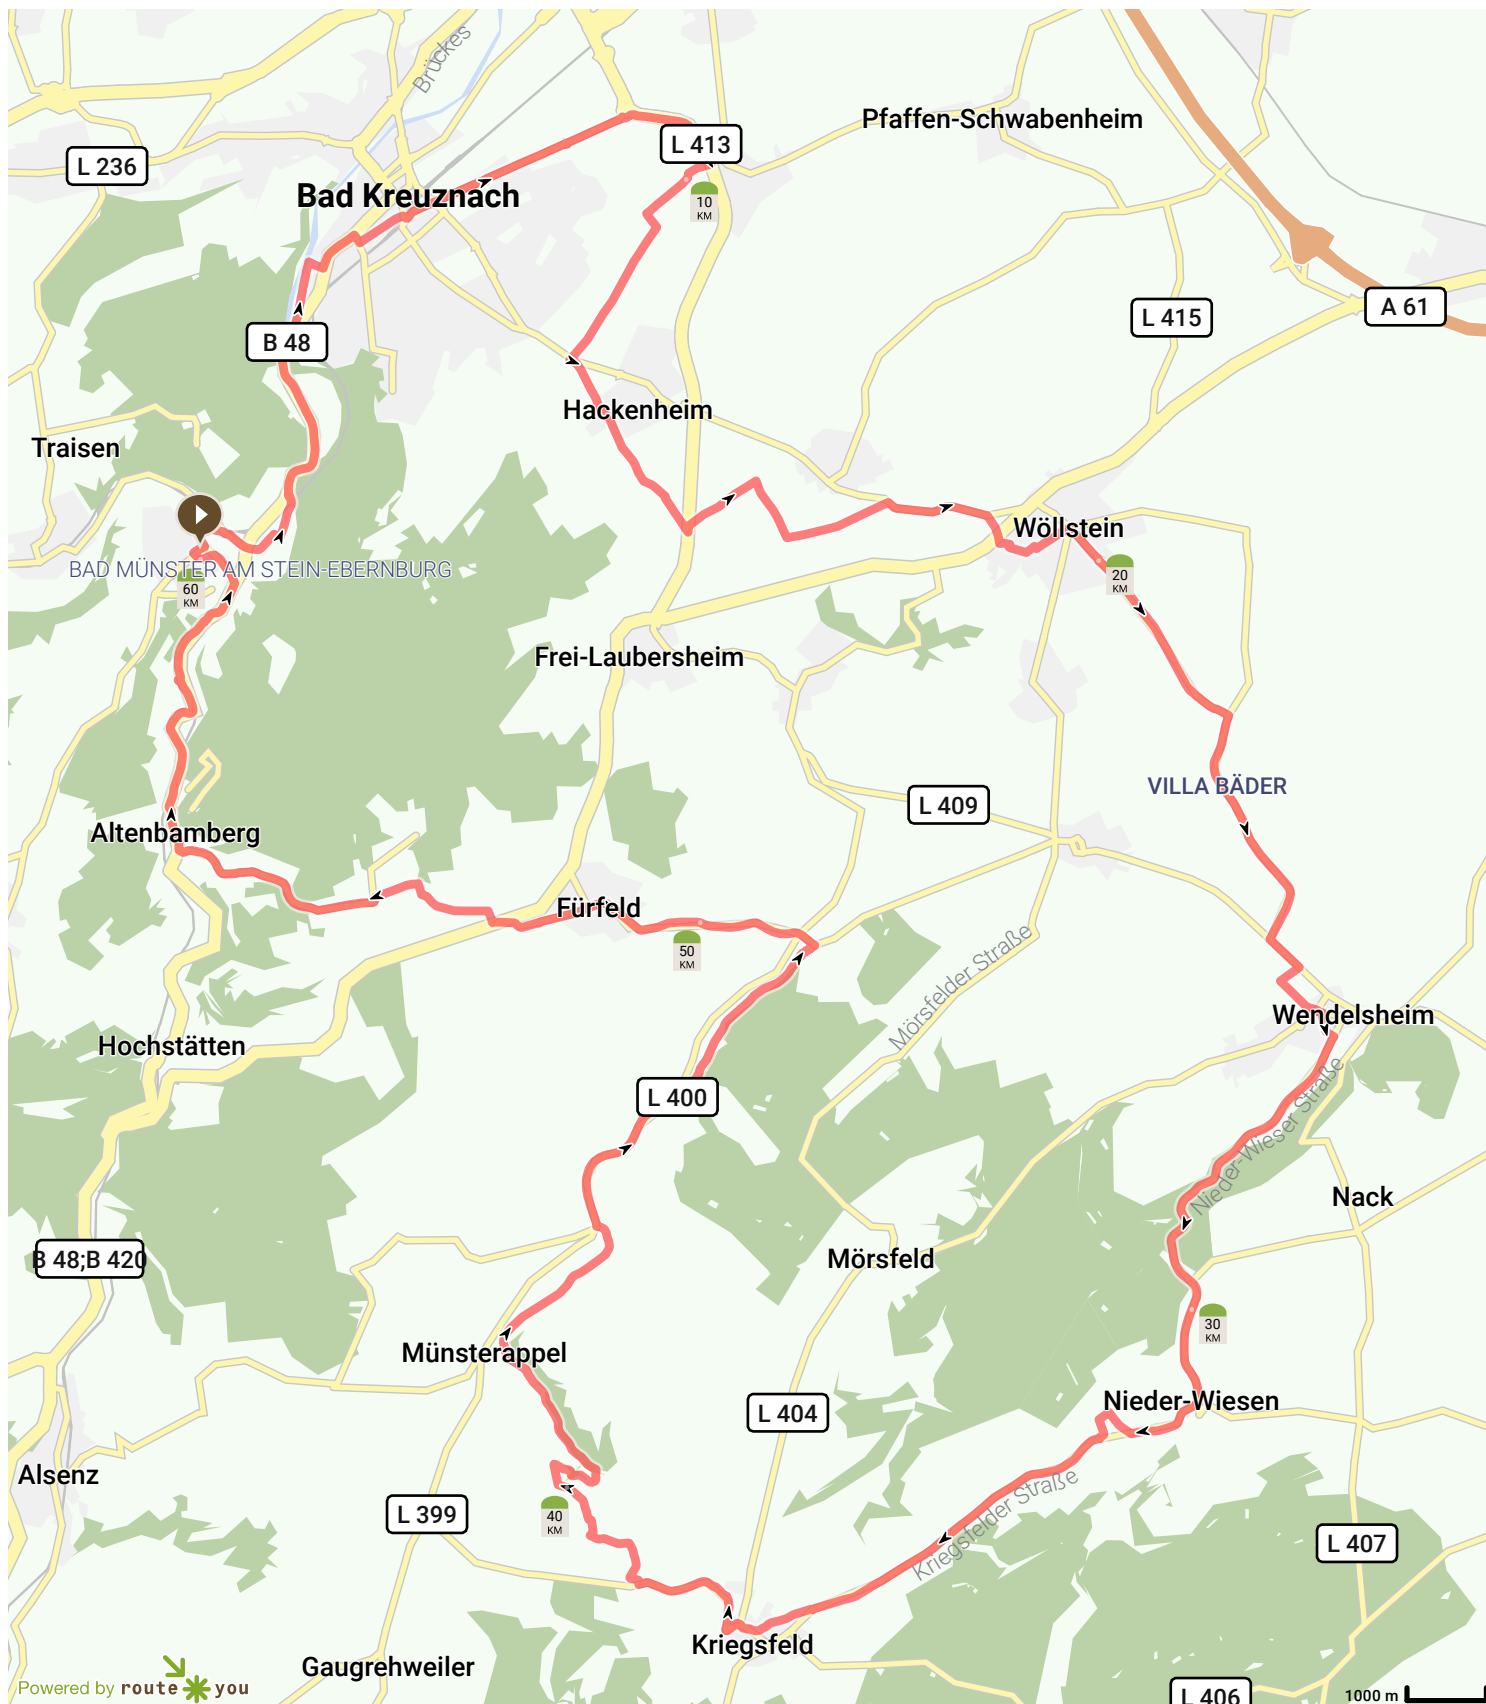 Brückes
Pfaffen-Schwabenheim
L 413
L 236
Bad Kreuznach
10
KM
L 415
A 61
B 48
Hackenheim
Traisen
Wöllstein
BAD MÜNSTER AM STEIN-EBERNBURG
60
KM
20
KM
Frei-Laubersheim
VILLA BÄDER
L 409
Altenbamberg
Fürfeld
50
KM
Mörsfelder Straße
Wendelsheim
Hochstätten
L 400
Nieder-Wieser Straße
Nack
B 48;B 420
Mörsfeld
30
KM
Münsterappel
L 404
Nieder-Wiesen
Alsenz
L 399
40
KM
Kriegsfelder Straße
L 407
Kriegsfeld
Gaugrehweiler
Powered by route you
L 406
1000 m